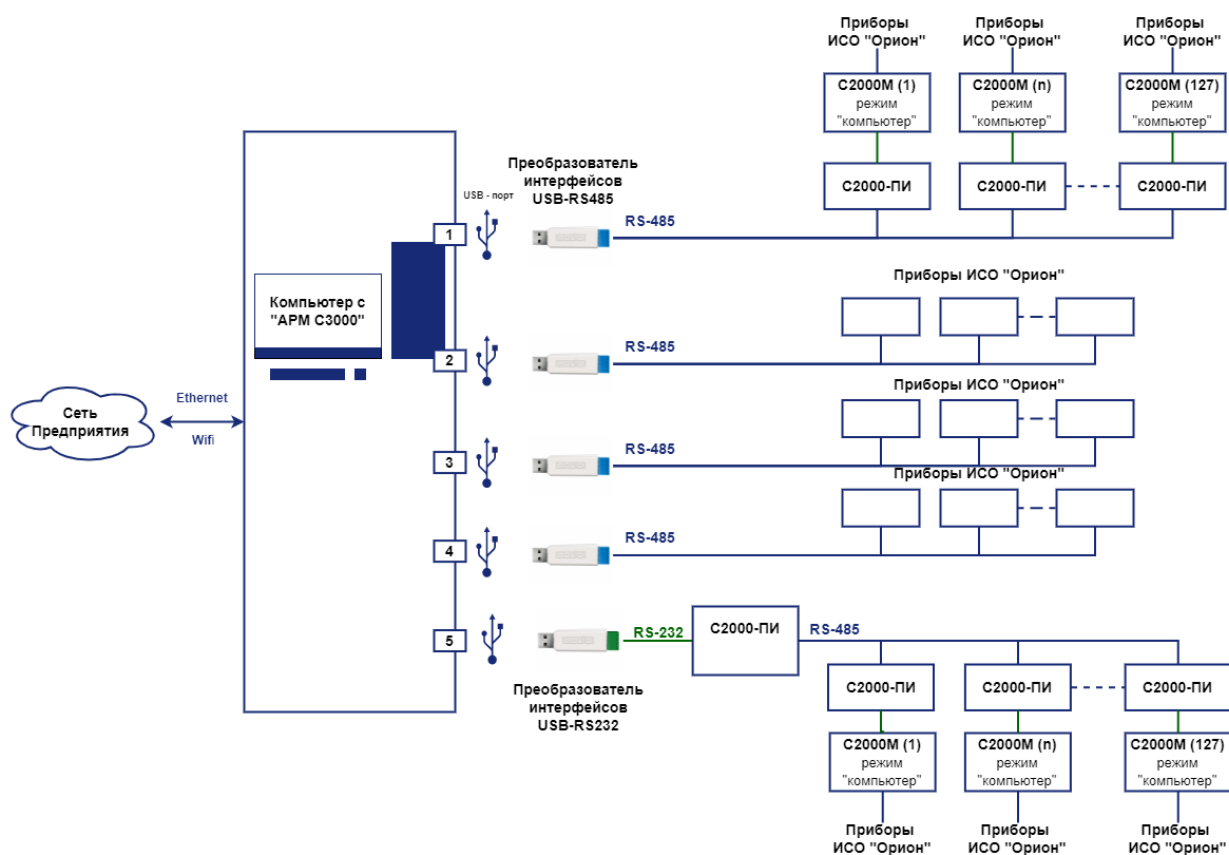 Приборы
ИСО "Орион"
Приборы
ИСО "Орион"
Приборы
ИСО "Орион"
С2000М (1)
режим
"компьютер"
С2000М (n)
режим
"компьютер"
С2000М (127)
режим
"компьютер"
Преобразователь
интерфейсов
USB-RS485
С2000-ПИ
С2000-ПИ
С2000-ПИ
USB - порт
1
RS-485
Приборы ИСО "Орион"
Компьютер с
"АРМ С3000"
2
RS-485
Приборы ИСО "Орион"
Ethernet
Сеть
Предприятия
Wifi
3
RS-485
Приборы ИСО "Орион"
4
RS-485
5
RS-232
С2000-ПИ
RS-485
Преобразователь
интерфейсов
USB-RS232
С2000-ПИ
С2000-ПИ
С2000-ПИ
С2000М (1)
режим
"компьютер"
С2000М (n)
режим
"компьютер"
С2000М (127)
режим
"компьютер"
Приборы
ИСО "Орион"
Приборы
ИСО "Орион"
Приборы
ИСО "Орион"